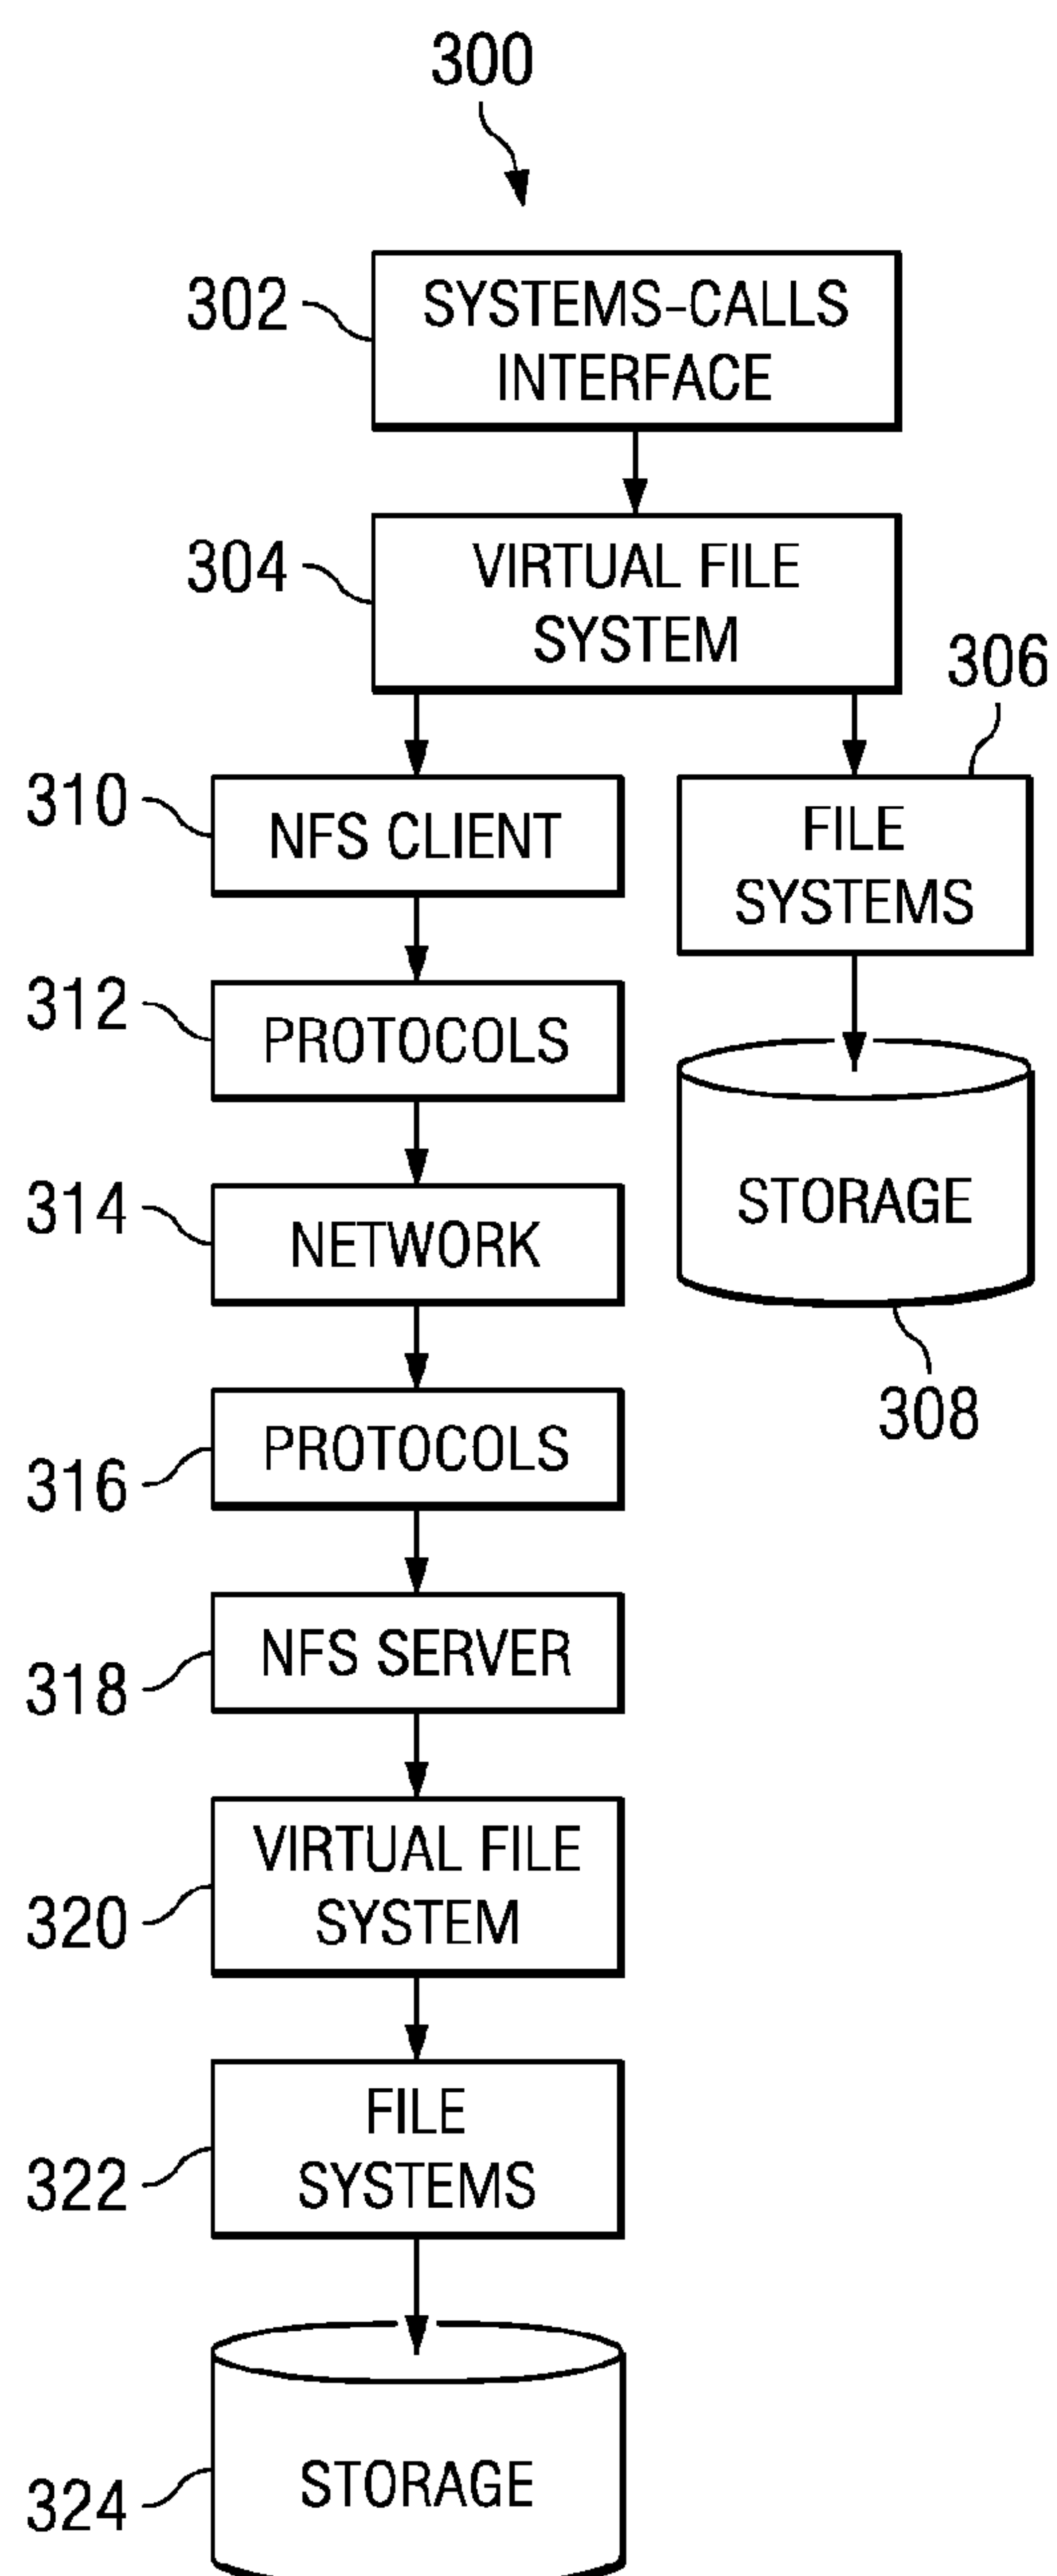 300
302
SYSTEMS-CALLS
INTERFACE
304
VIRTUAL FILE
SYSTEM
306
310
NFS CLIENT
FILE
SYSTEMS
312
PROTOCOLS
314
NETWORK
STORAGE
308
316
PROTOCOLS
318
NFS SERVER
320
VIRTUAL FILE
SYSTEM
322
FILE
SYSTEMS
324
STORAGE